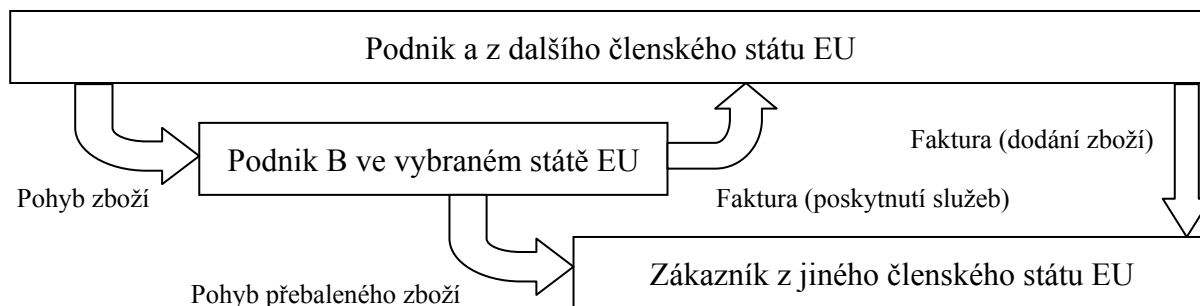 Podnik a z dalšího členského státu EU
Faktura (dodání zboží)
Podnik B ve vybraném státě EU
Pohyb zboží
Faktura (poskytnutí služeb)
Zákazník z jiného členského státu EU
Pohyb přebaleného zboží